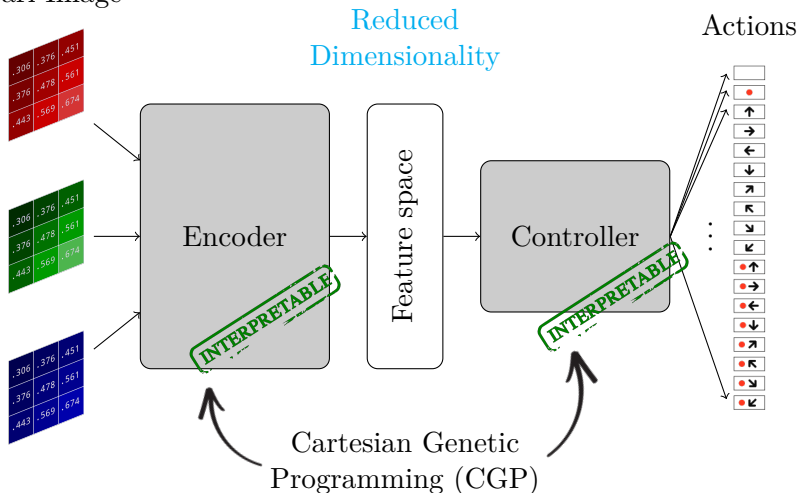 Image
Reduced
Dimensionality
Actions
.306 .376 .451
.376 .478 .561
.443 .569 .674
.306 .376 .451
.376 .478 .561
.443 .569 .674
.306 .376 .451
.376 .478 .561
.443 .569 .674
Encoder
INTERPRETABLE
Feature space
Controller
INTERPRETABLE
Cartesian Genetic
Programming (CGP)